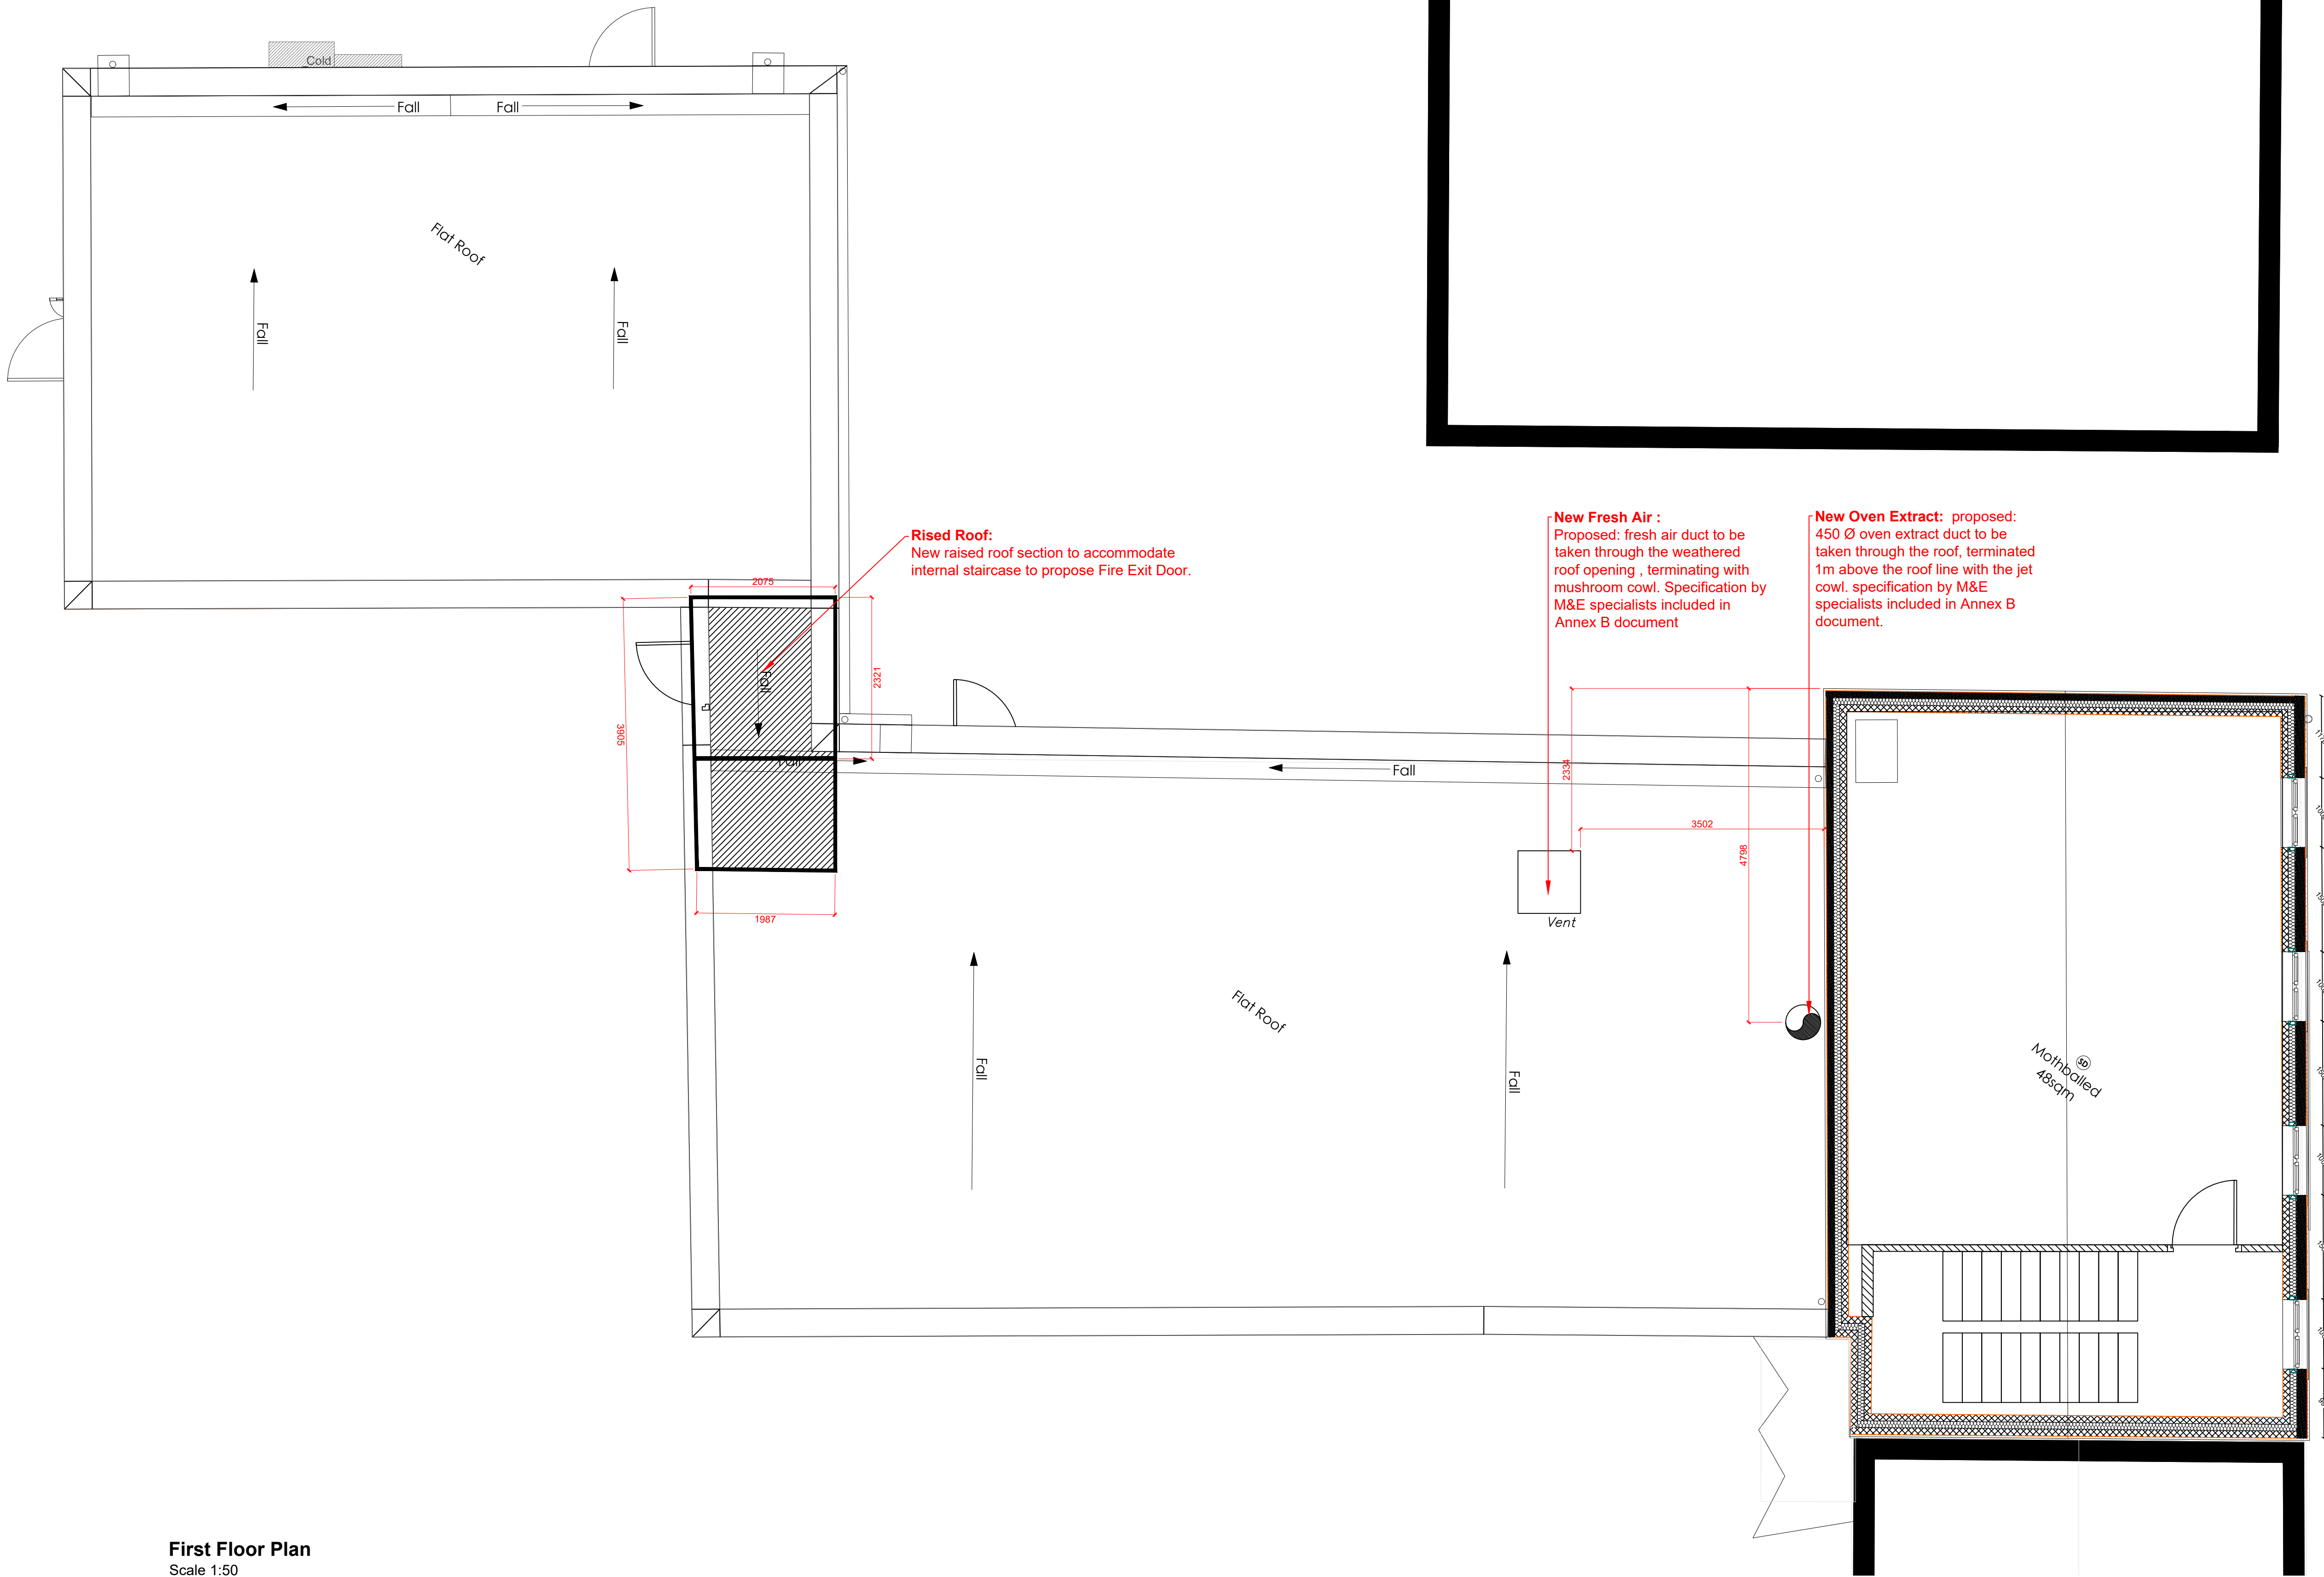 Cold
Fall
Fall
Flat Roof
Fall
Fall
Rised Roof:
New raised roof section to accommodate
internal staircase to propose Fire Exit Door.
New Fresh Air :
Proposed: fresh air duct to be
taken through the weathered
roof opening , terminating with
mushroom cowl. Specification by
M&E specialists included in
Annex B document
New Oven Extract: proposed:
450 Ø oven extract duct to be
taken through the roof, terminated
1m above the roof line with the jet
cowl. specification by M&E
specialists included in Annex B
document.
2075
2321
3905
Fall
Fall
1987
Fall
2334
3502
4798
Vent
Flat Roof
Fall
Fall
SD
Mothballed
48sqm
First Floor Plan
Scale 1:50